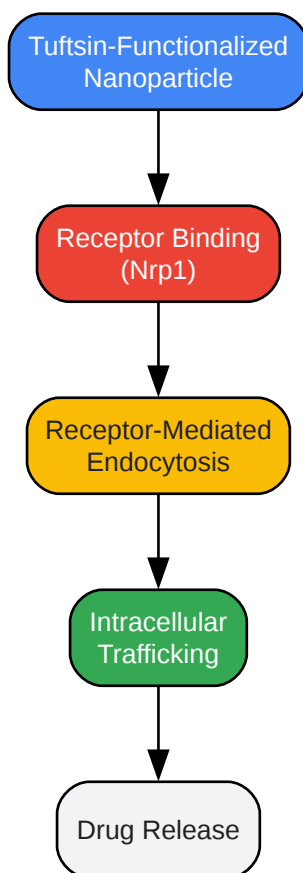 Tuftsin-Functionalized
Nanoparticle
Receptor Binding
(Nrp1)
Receptor-Mediated
Endocytosis
Intracellular
Trafficking
Drug Release